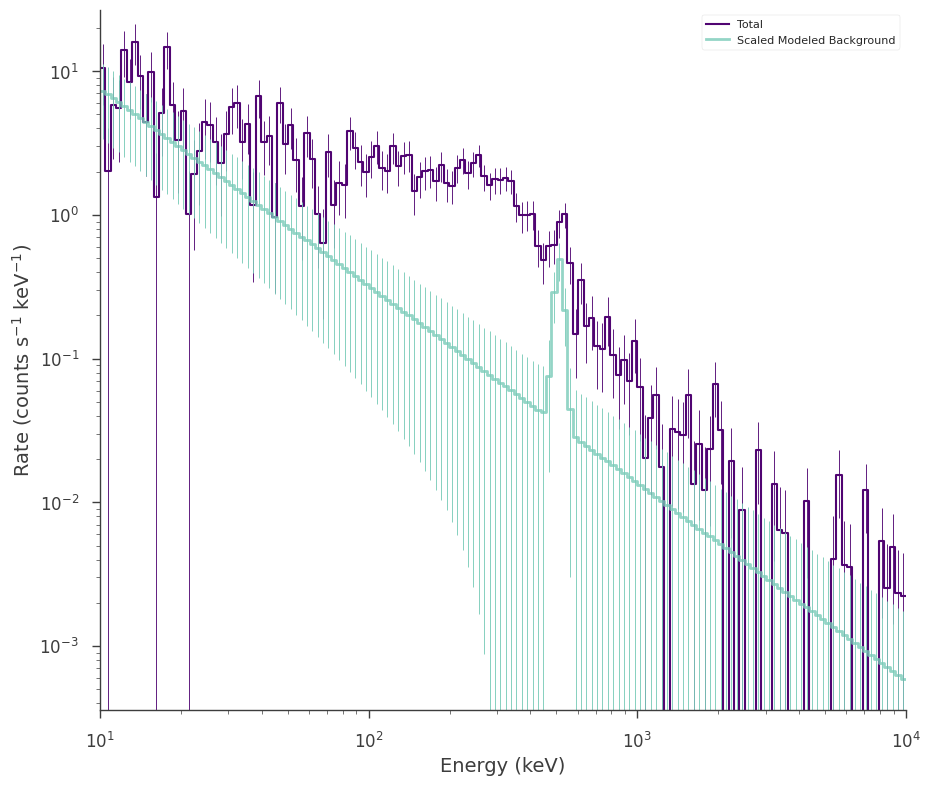 Total
Scaled Modeled Background
Rate (counts s⁻¹ keV⁻¹)
10¹
10⁰
10⁻¹
10⁻²
10⁻³
10¹ 10² 10³ 10⁴
Energy (keV)